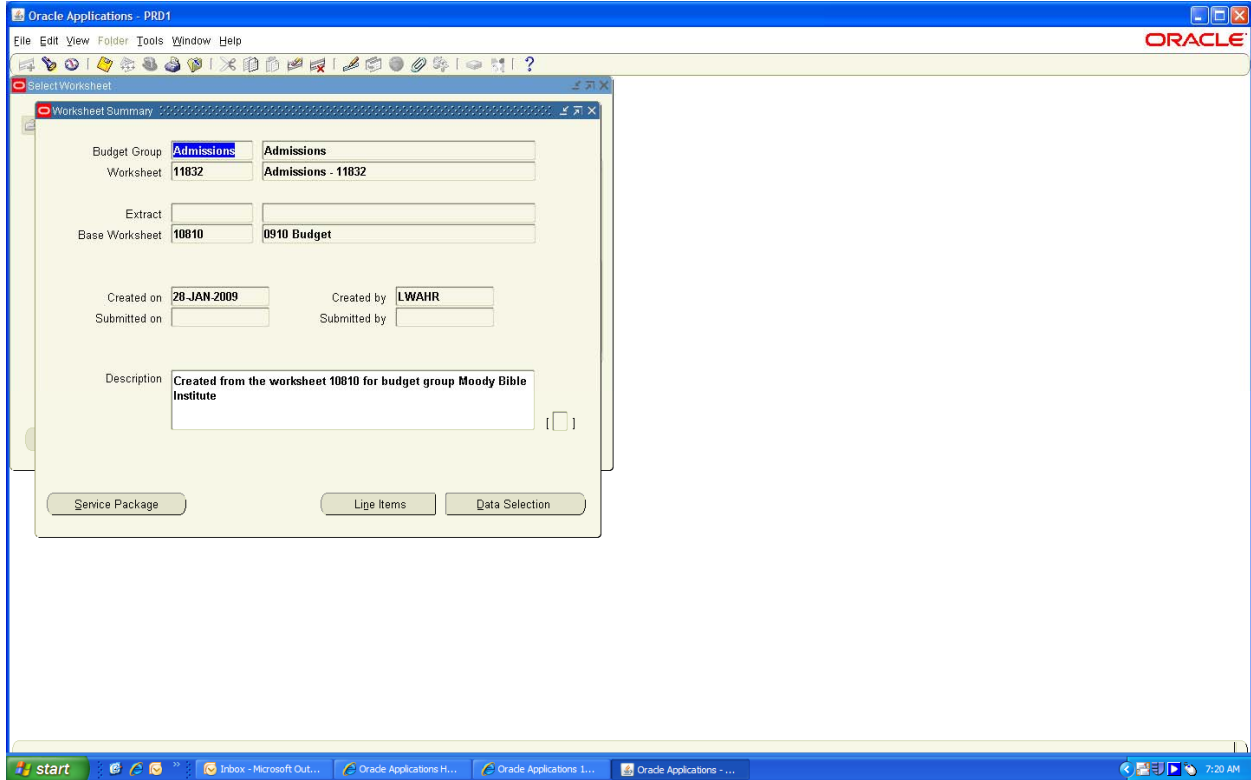 Oracle Applications - PRD1
File Edit View Folder Tools Window Help
ORACLE
Select Worksheet
Worksheet Summary
Budget Group Admissions Admissions
Worksheet 11832 Admissions - 11832
Extract
Base Worksheet 10810 0910 Budget
Created on 28-JAN-2009 Created by LWAHR
Submitted on Submitted by
Description Created from the worksheet 10810 for budget group Moody Bible
Institute
[ ]
Service Package Line Items Data Selection
start Inbox - Microsoft Out... Oracle Applications H... Oracle Applications 1... Oracle Applications - ... 7:20 AM